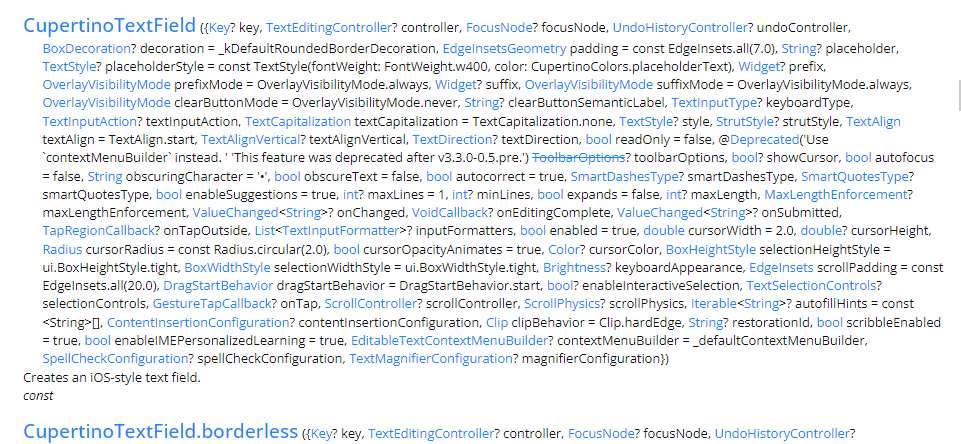 CupertinoTextField ({Key? key, TextEditingController? controller, FocusNode? focusNode, UndoHistoryController? undoController,
BoxDecoration? decoration = _kDefaultRoundedBorderDecoration, EdgeInsetsGeometry padding = const EdgeInsets.all(7.0), String? placeholder,
TextStyle? placeholderStyle = const TextStyle(fontWeight: FontWeight.w400, color: CupertinoColors.placeholderText), Widget? prefix,
OverlayVisibilityMode prefixMode = OverlayVisibilityMode.always, Widget? suffix, OverlayVisibilityMode suffixMode = OverlayVisibilityMode.always,
OverlayVisibilityMode clearButtonMode = OverlayVisibilityMode.never, String? clearButtonSemanticLabel, TextInputType? keyboardType,
TextInputAction? textInputAction, TextCapitalization textCapitalization = TextCapitalization.none, TextStyle? style, StrutStyle? strutStyle, TextAlign
textAlign = TextAlign.start, TextAlignVertical? textAlignVertical, TextDirection? textDirection, bool readOnly = false, @Deprecated('Use
`contextMenuBuilder` instead. ' 'This feature was deprecated after v3.3.0-0.5.pre.') ToolbarOptions? toolbarOptions, bool? showCursor, bool autofocus
= false, String obscuringCharacter = '•', bool obscureText = false, bool autocorrect = true, SmartDashesType? smartDashesType, SmartQuotesType?
smartQuotesType, bool enableSuggestions = true, int? maxLines = 1, int? minLines, bool expands = false, int? maxLength, MaxLengthEnforcement?
maxLengthEnforcement, ValueChanged<String>? onChanged, VoidCallback? onEditingComplete, ValueChanged<String>? onSubmitted,
TapRegionCallback? onTapOutside, List<TextInputFormatter>? inputFormatters, bool enabled = true, double cursorWidth = 2.0, double? cursorHeight,
Radius cursorRadius = const Radius.circular(2.0), bool cursorOpacityAnimates = true, Color? cursorColor, BoxHeightStyle selectionHeightStyle =
ui.BoxHeightStyle.tight, BoxWidthStyle selectionWidthStyle = ui.BoxWidthStyle.tight, Brightness? keyboardAppearance, EdgeInsets scrollPadding = const
EdgeInsets.all(20.0), DragStartBehavior dragStartBehavior = DragStartBehavior.start, bool? enableInteractiveSelection, TextSelectionControls?
selectionControls, GestureTapCallback? onTap, ScrollController? scrollController, ScrollPhysics? scrollPhysics, Iterable<String>? autofillHints = const
<String>[], ContentInsertionConfiguration? contentInsertionConfiguration, Clip clipBehavior = Clip.hardEdge, String? restorationId, bool scribbleEnabled
= true, bool enableIMEPersonalizedLearning = true, EditableTextContextMenuBuilder? contextMenuBuilder = _defaultContextMenuBuilder,
SpellCheckConfiguration? spellCheckConfiguration, TextMagnifierConfiguration? magnifierConfiguration})
Creates an iOS-style text field.
const
CupertinoTextField.borderless ({Key? key, TextEditingController? controller, FocusNode? focusNode, UndoHistoryController?